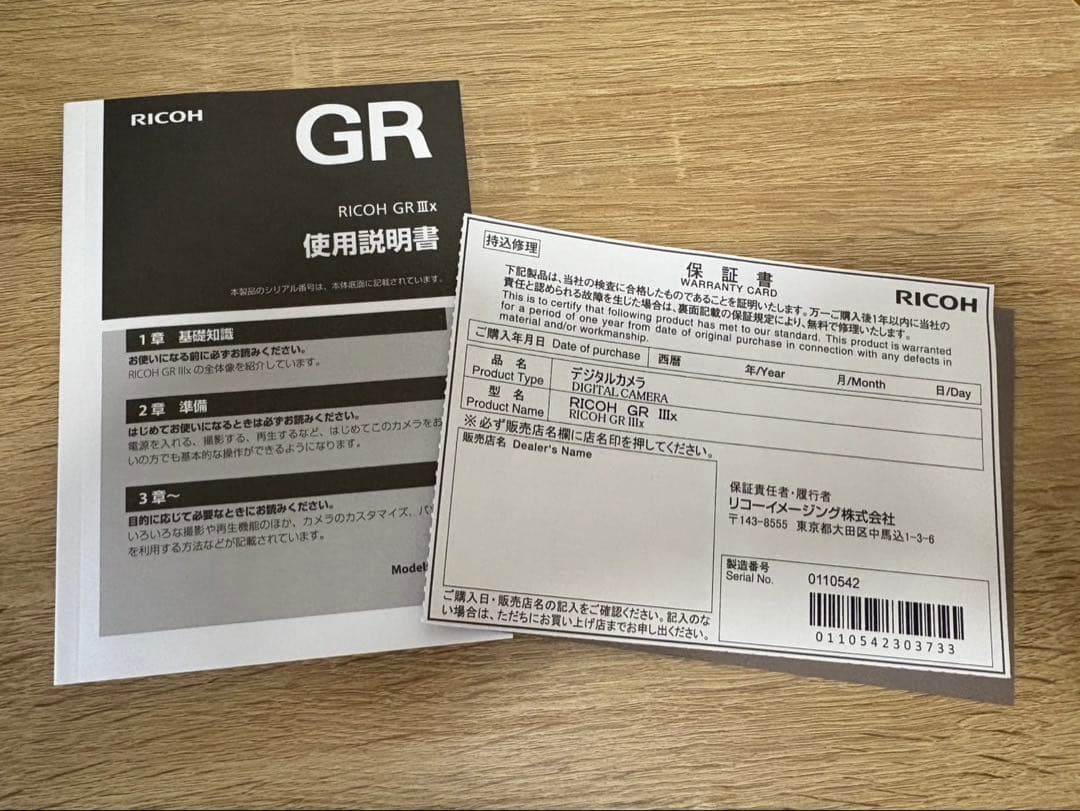 RICOH
GR
RICOH GR IIIx
使用説明書
本製品のシリアル番号は、本体底面に記載されています。
1章 基礎知識
お使いになる前に必ずお読みください。
RICOH GR IIIx の全体像を紹介しています。
2章 準備
はじめてお使いになるときは必ずお読みください。
電源を入れる、撮影する、再生するなど、はじめてこのカメラをお
いの方でも基本的な操作ができるようになります。
3章～
目的に応じて必要なときにお読みください。
いろいろな撮影や再生機能のほか、カメラのカスタマイズ、パ
を利用する方法などが記載されています。
Model
持込修理
保証書
WARRANTY CARD
RICOH
下記製品は、当社の検査に合格したものであることを証明いたします。万一ご購入後1年以内に当社の
責任と認められる故障を生じた場合は、裏面記載の保証規定により、無料で修理いたします。
This is to certify that following product has met to our standard. This product is warranted
for a period of one year from date of original purchase in connection with any defects in
material and/or workmanship.
ご購入年月日 Date of purchase 西暦 年/Year 月/Month 日/Day
品名 デジタルカメラ
Product Type DIGITAL CAMERA
型名 RICOH GR IIIx
Product Name RICOH GR IIIx
※必ず販売店名欄に店名印を押してください。
販売店名 Dealer's Name
保証責任者・履行者
リコーイメージング株式会社
〒143-8555 東京都大田区中馬込1-3-6
製造番号
Serial No. 0110542
0110542303733
ご購入日・販売店名の記入をご確認ください。記入のな
い場合は、ただちにお買い上げ店までお申し出ください。